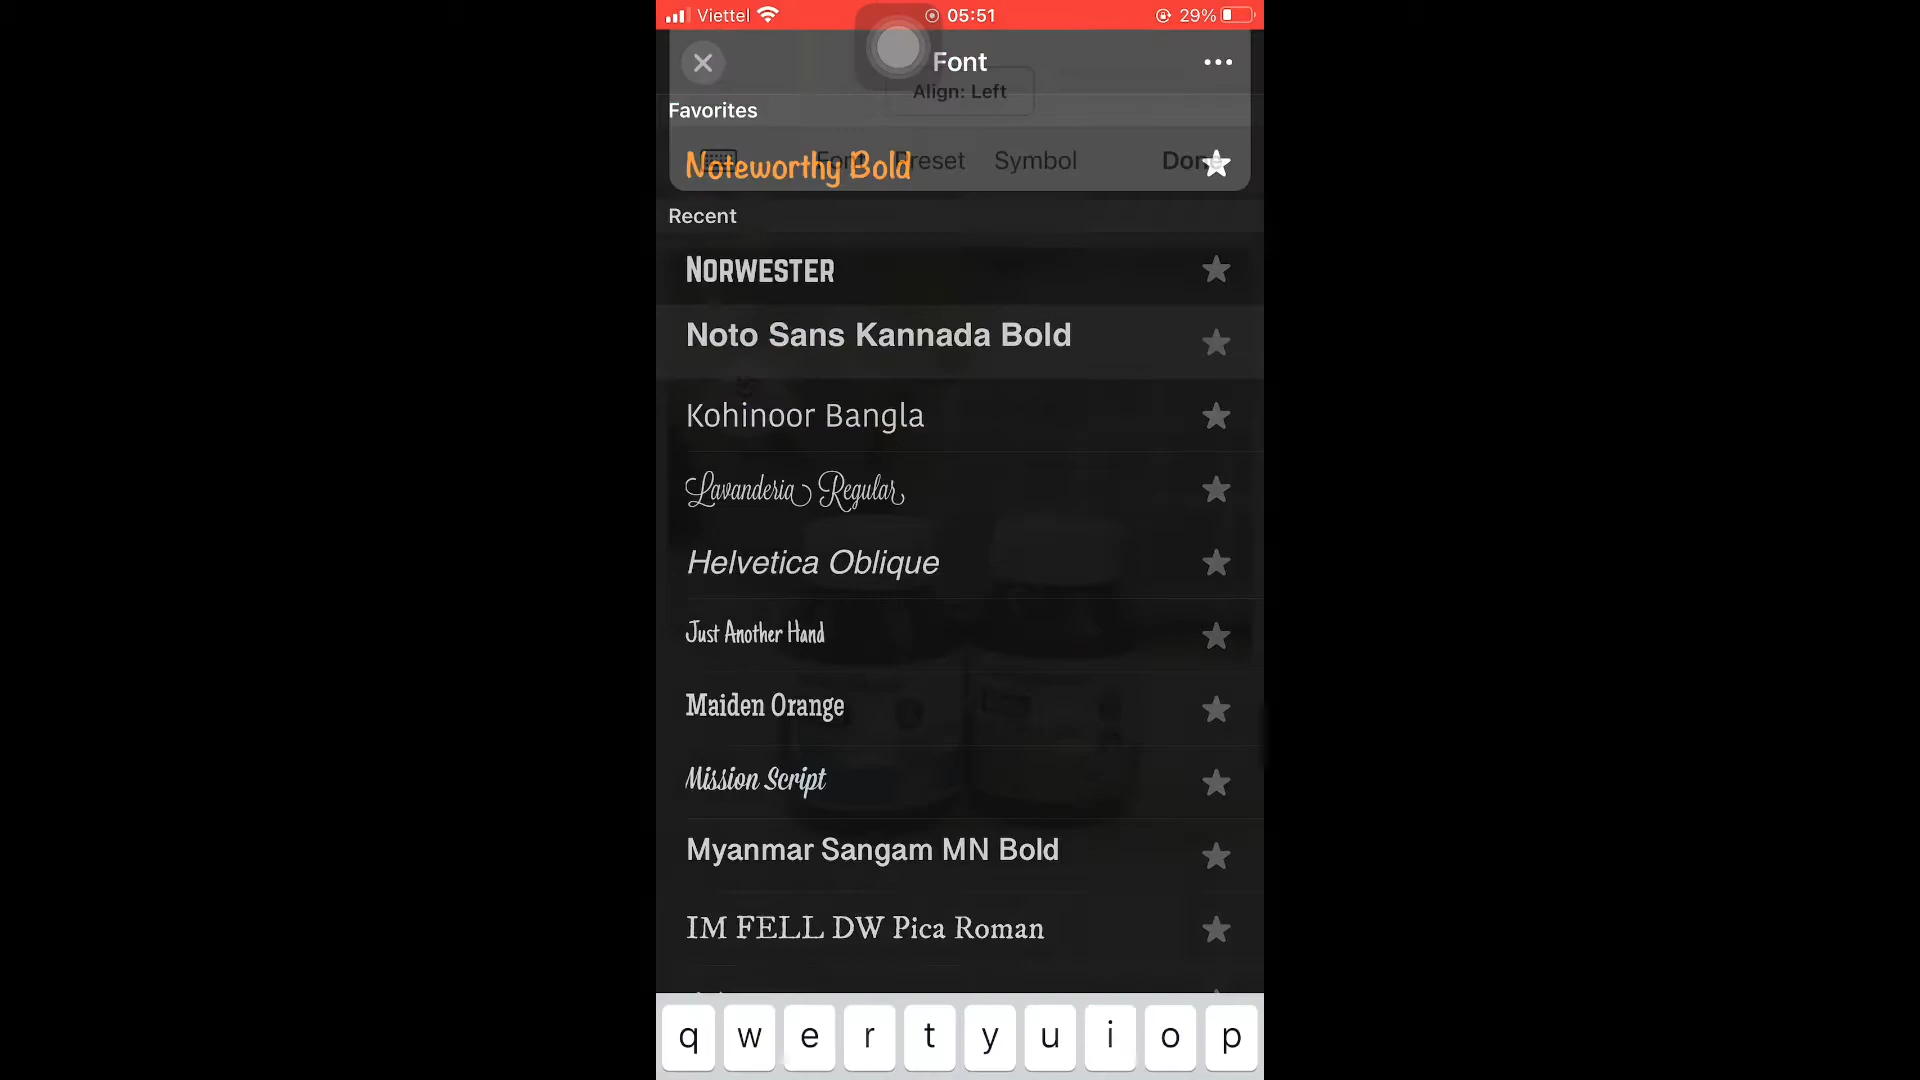 Viettel 05:51 29%
Font
Align: Left
Favorites
Noteworthy Bold
Preset Symbol
Recent
NORWESTER
Noto Sans Kannada Bold
Kohinoor Bangla
Lavanderia Regular
Helvetica Oblique
Just Another Hand
Maiden Orange
Mission Script
Myanmar Sangam MN Bold
IM FELL DW Pica Roman
q w e r t y u i o p